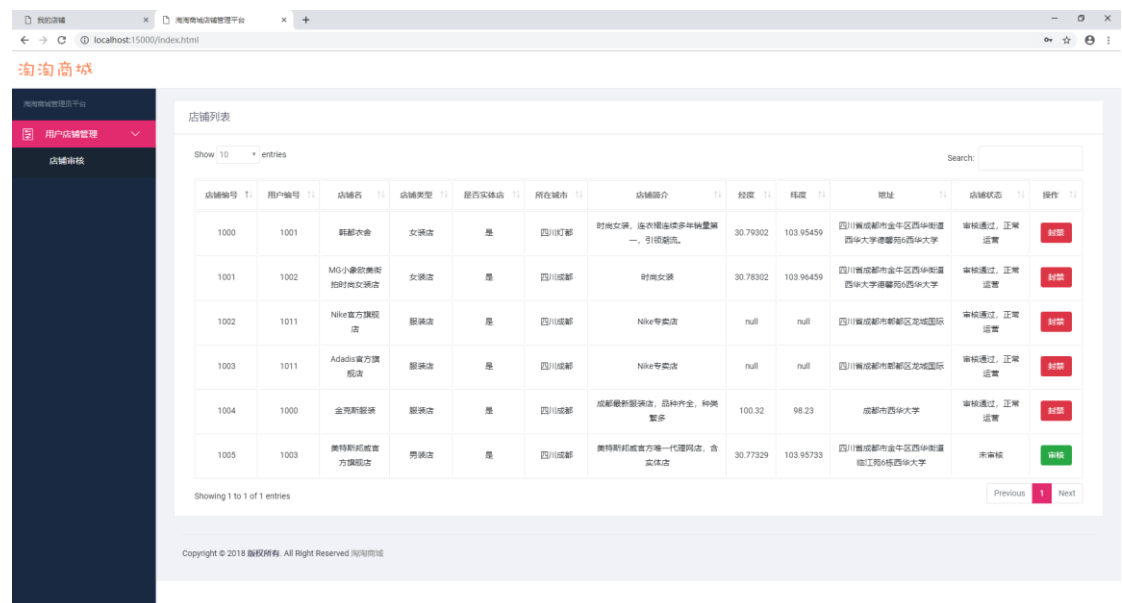 我的店铺
淘淘商城店铺管理平台
localhost:15000/index.html
淘淘商城
淘淘商城管理员平台
用户店铺管理
店铺审核
店铺列表
Show 10 entries
Search:
店铺编号 用户编号 店铺名 店铺类型 是否实体店 所在城市 店铺简介 经度 纬度 地址 店铺状态 操作
1000 1001 韩都衣舍 女装店 是 四川成都 时尚女装，连衣裙连续多年销量第一，引领潮流。 30.79302 103.95459 四川省成都市金牛区西华街道西华大学德馨苑6西华大学 审核通过，正常运营 封禁
1001 1002 MG小象欧美街拍时尚女装店 女装店 是 四川成都 时尚女装 30.78302 103.96459 四川省成都市金牛区西华街道西华大学德馨苑6西华大学 审核通过，正常运营 封禁
1002 1011 Nike官方旗舰店 服装店 是 四川成都 Nike专卖店 null null 四川省成都市郫都区龙城国际 审核通过，正常运营 封禁
1003 1011 Adadis官方旗舰店 服装店 是 四川成都 Nike专卖店 null null 四川省成都市郫都区龙城国际 审核通过，正常运营 封禁
1004 1000 金克斯服装 服装店 是 四川成都 成都最新服装店，品种齐全，种类繁多 100.32 98.23 成都市西华大学 审核通过，正常运营 封禁
1005 1003 美特斯邦威官方旗舰店 男装店 是 四川成都 美特斯邦威官方唯一代理网店，含实体店 30.77329 103.95733 四川省成都市金牛区西华街道临江苑6栋西华大学 未审核 审核
Showing 1 to 1 of 1 entries
Previous 1 Next
Copyright © 2018 版权所有. All Right Reserved 淘淘商城